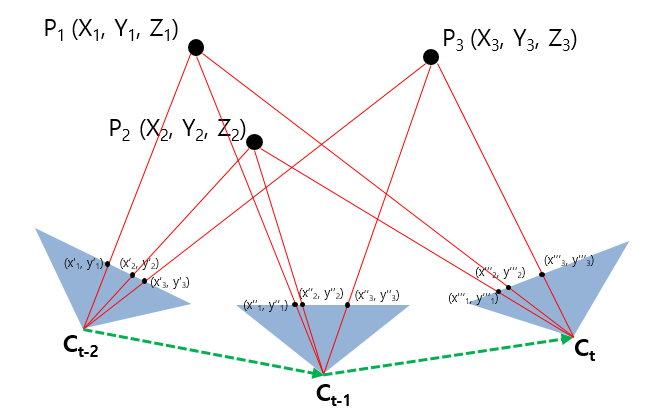 P₁ (X₁, Y₁, Z₁)
P₃ (X₃, Y₃, Z₃)
P₂ (X₂, Y₂, Z₂)
(x'₁, y'₁)
(x'₂, y'₂)
(x'₃, y'₃)
(x''₁, y''₁)
(x''₂, y''₂)
(x''₃, y''₃)
(x'''₁, y'''₁)
(x'''₂, y'''₂)
(x'''₃, y'''₃)
Cₜ₋₂
Cₜ₋₁
Cₜ